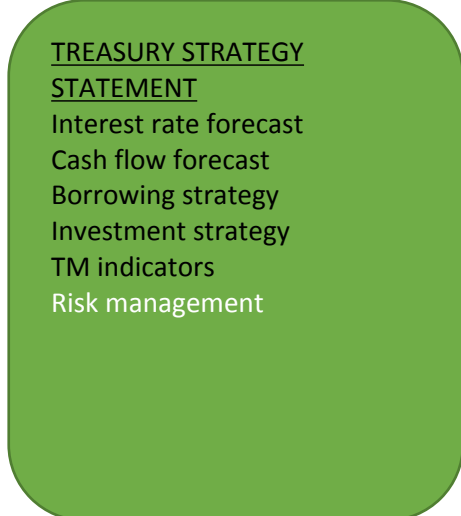 TREASURY STRATEGY
STATEMENT
Interest rate forecast
Cash flow forecast
Borrowing strategy
Investment strategy
TM indicators
Risk management